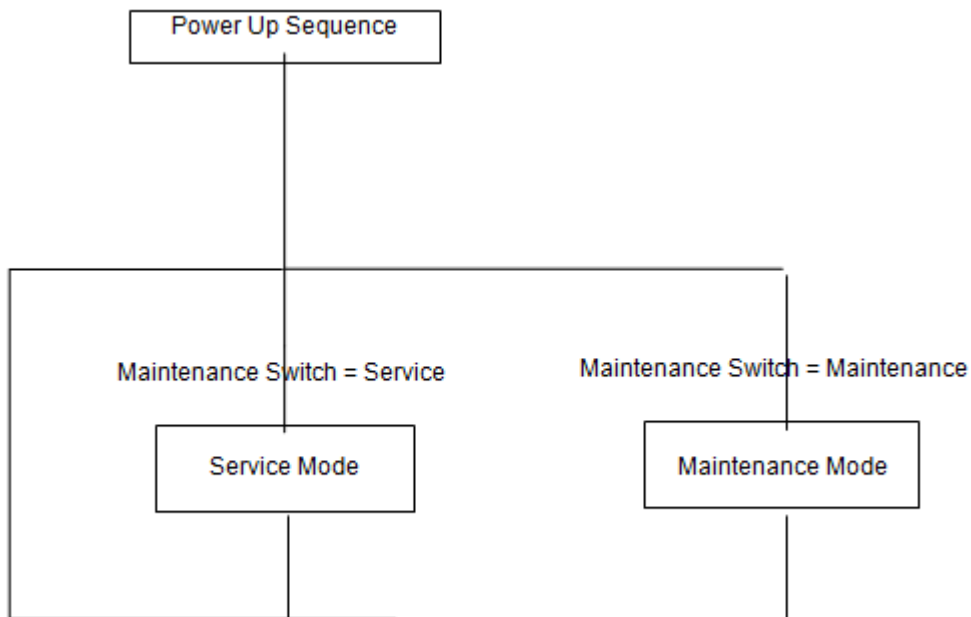 Power Up Sequence
Maintenance Switch = Service
Maintenance Switch = Maintenance
Service Mode
Maintenance Mode